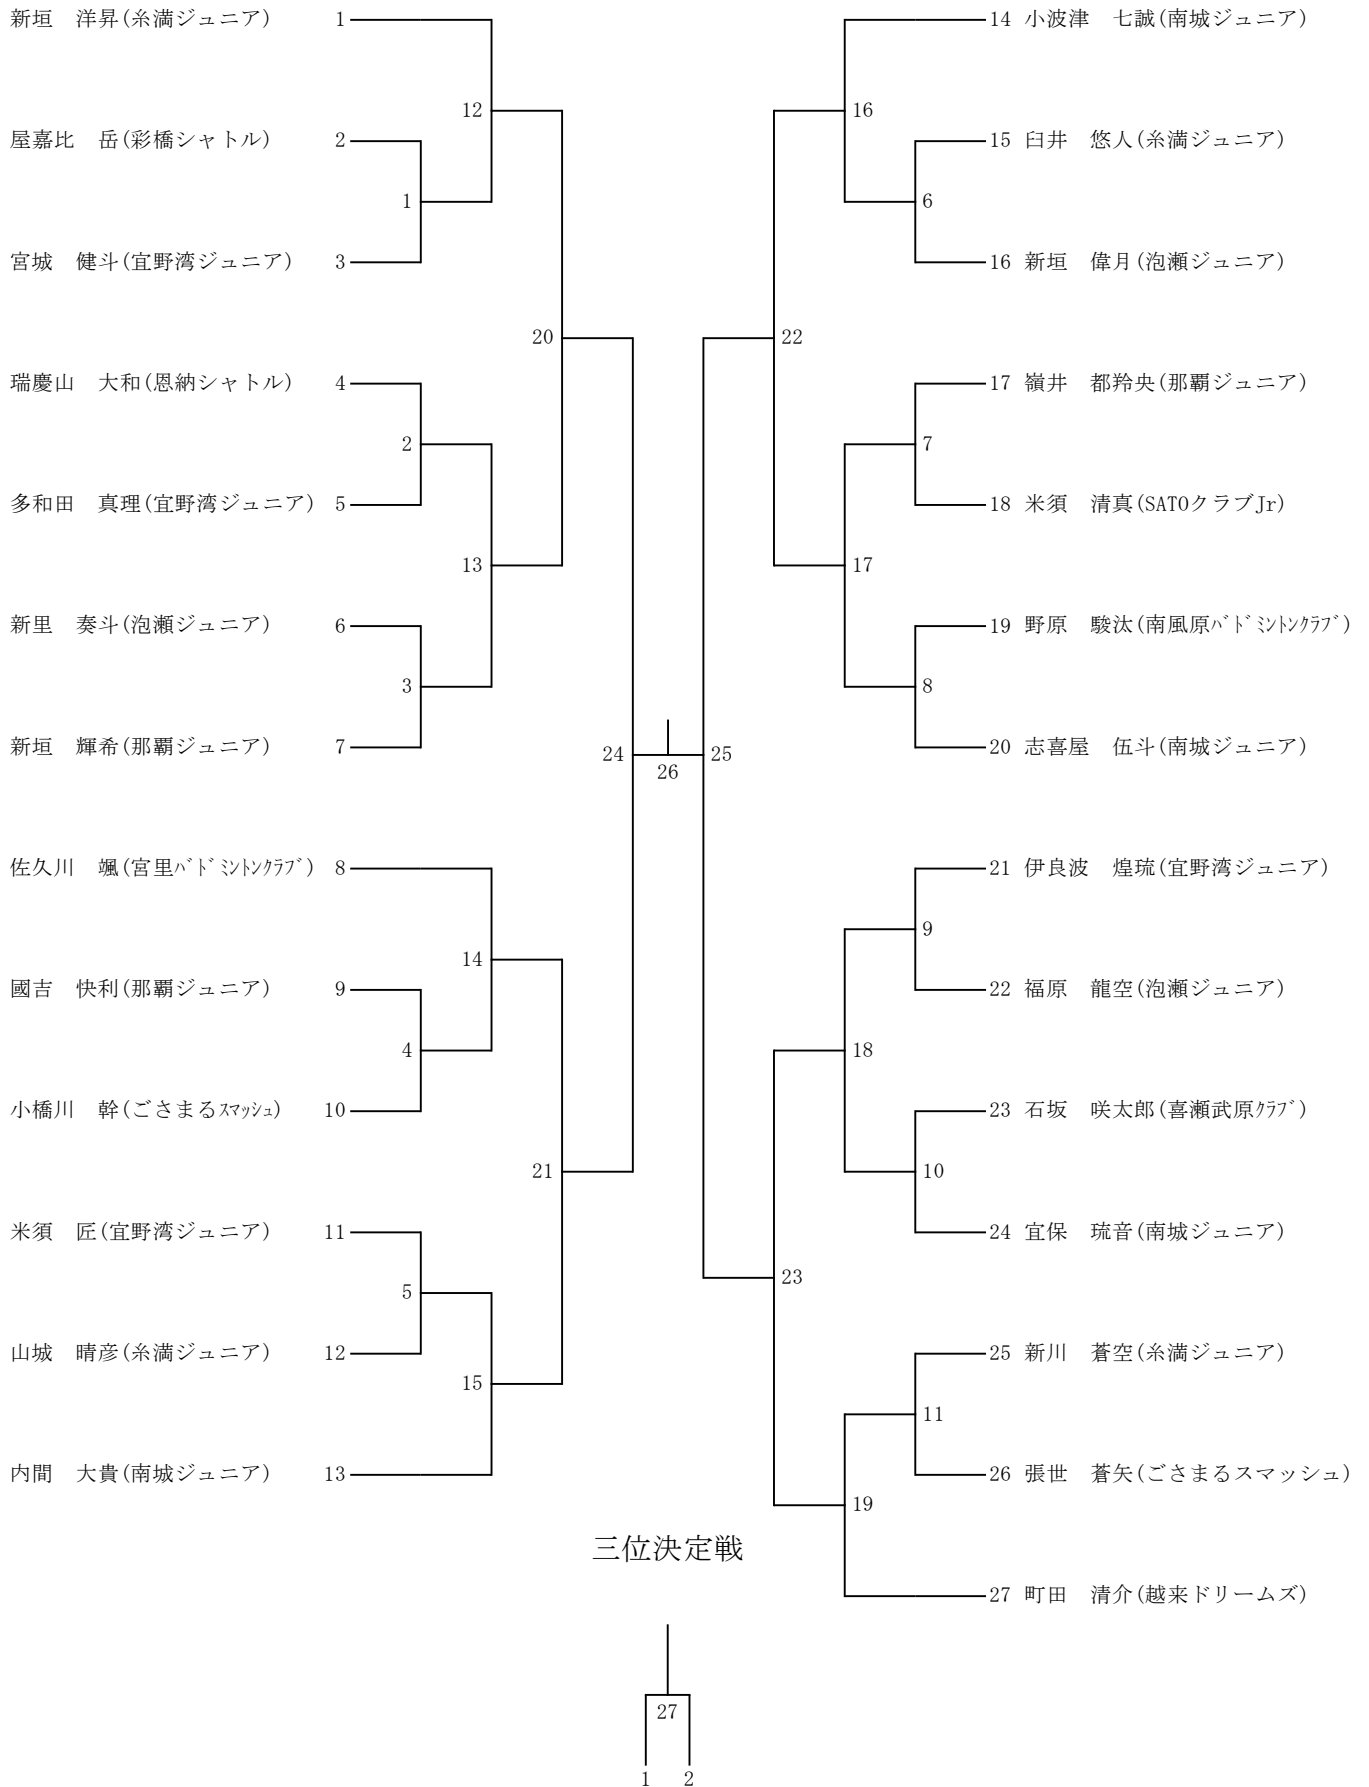 新垣　洋昇(糸満ジュニア) 1
屋嘉比　岳(彩橋シャトル) 2
宮城　健斗(宜野湾ジュニア) 3
瑞慶山　大和(恩納シャトル) 4
多和田　真理(宜野湾ジュニア) 5
新里　奏斗(泡瀬ジュニア) 6
新垣　輝希(那覇ジュニア) 7
佐久川　颯(宮里ﾊﾞﾄﾞﾐﾝﾄﾝｸﾗﾌﾞ) 8
國吉　快利(那覇ジュニア) 9
小橋川　幹(ごさまるｽﾏｯｼｭ) 10
米須　匠(宜野湾ジュニア) 11
山城　晴彦(糸満ジュニア) 12
内間　大貴(南城ジュニア) 13
1
2
3
4
5
12
13
14
15
20
21
24
26
25
22
23
16
17
18
19
6
7
8
9
10
11
14 小波津　七誠(南城ジュニア)
15 臼井　悠人(糸満ジュニア)
16 新垣　偉月(泡瀬ジュニア)
17 嶺井　都羚央(那覇ジュニア)
18 米須　清真(SATOクラブJr)
19 野原　駿汰(南風原ﾊﾞﾄﾞﾐﾝﾄﾝｸﾗﾌﾞ)
20 志喜屋　伍斗(南城ジュニア)
21 伊良波　煌琉(宜野湾ジュニア)
22 福原　龍空(泡瀬ジュニア)
23 石坂　咲太郎(喜瀬武原ｸﾗﾌﾞ)
24 宜保　琉音(南城ジュニア)
25 新川　蒼空(糸満ジュニア)
26 張世　蒼矢(ごさまるスマッシュ)
27 町田　清介(越来ドリームズ)
三位決定戦
27
1 2